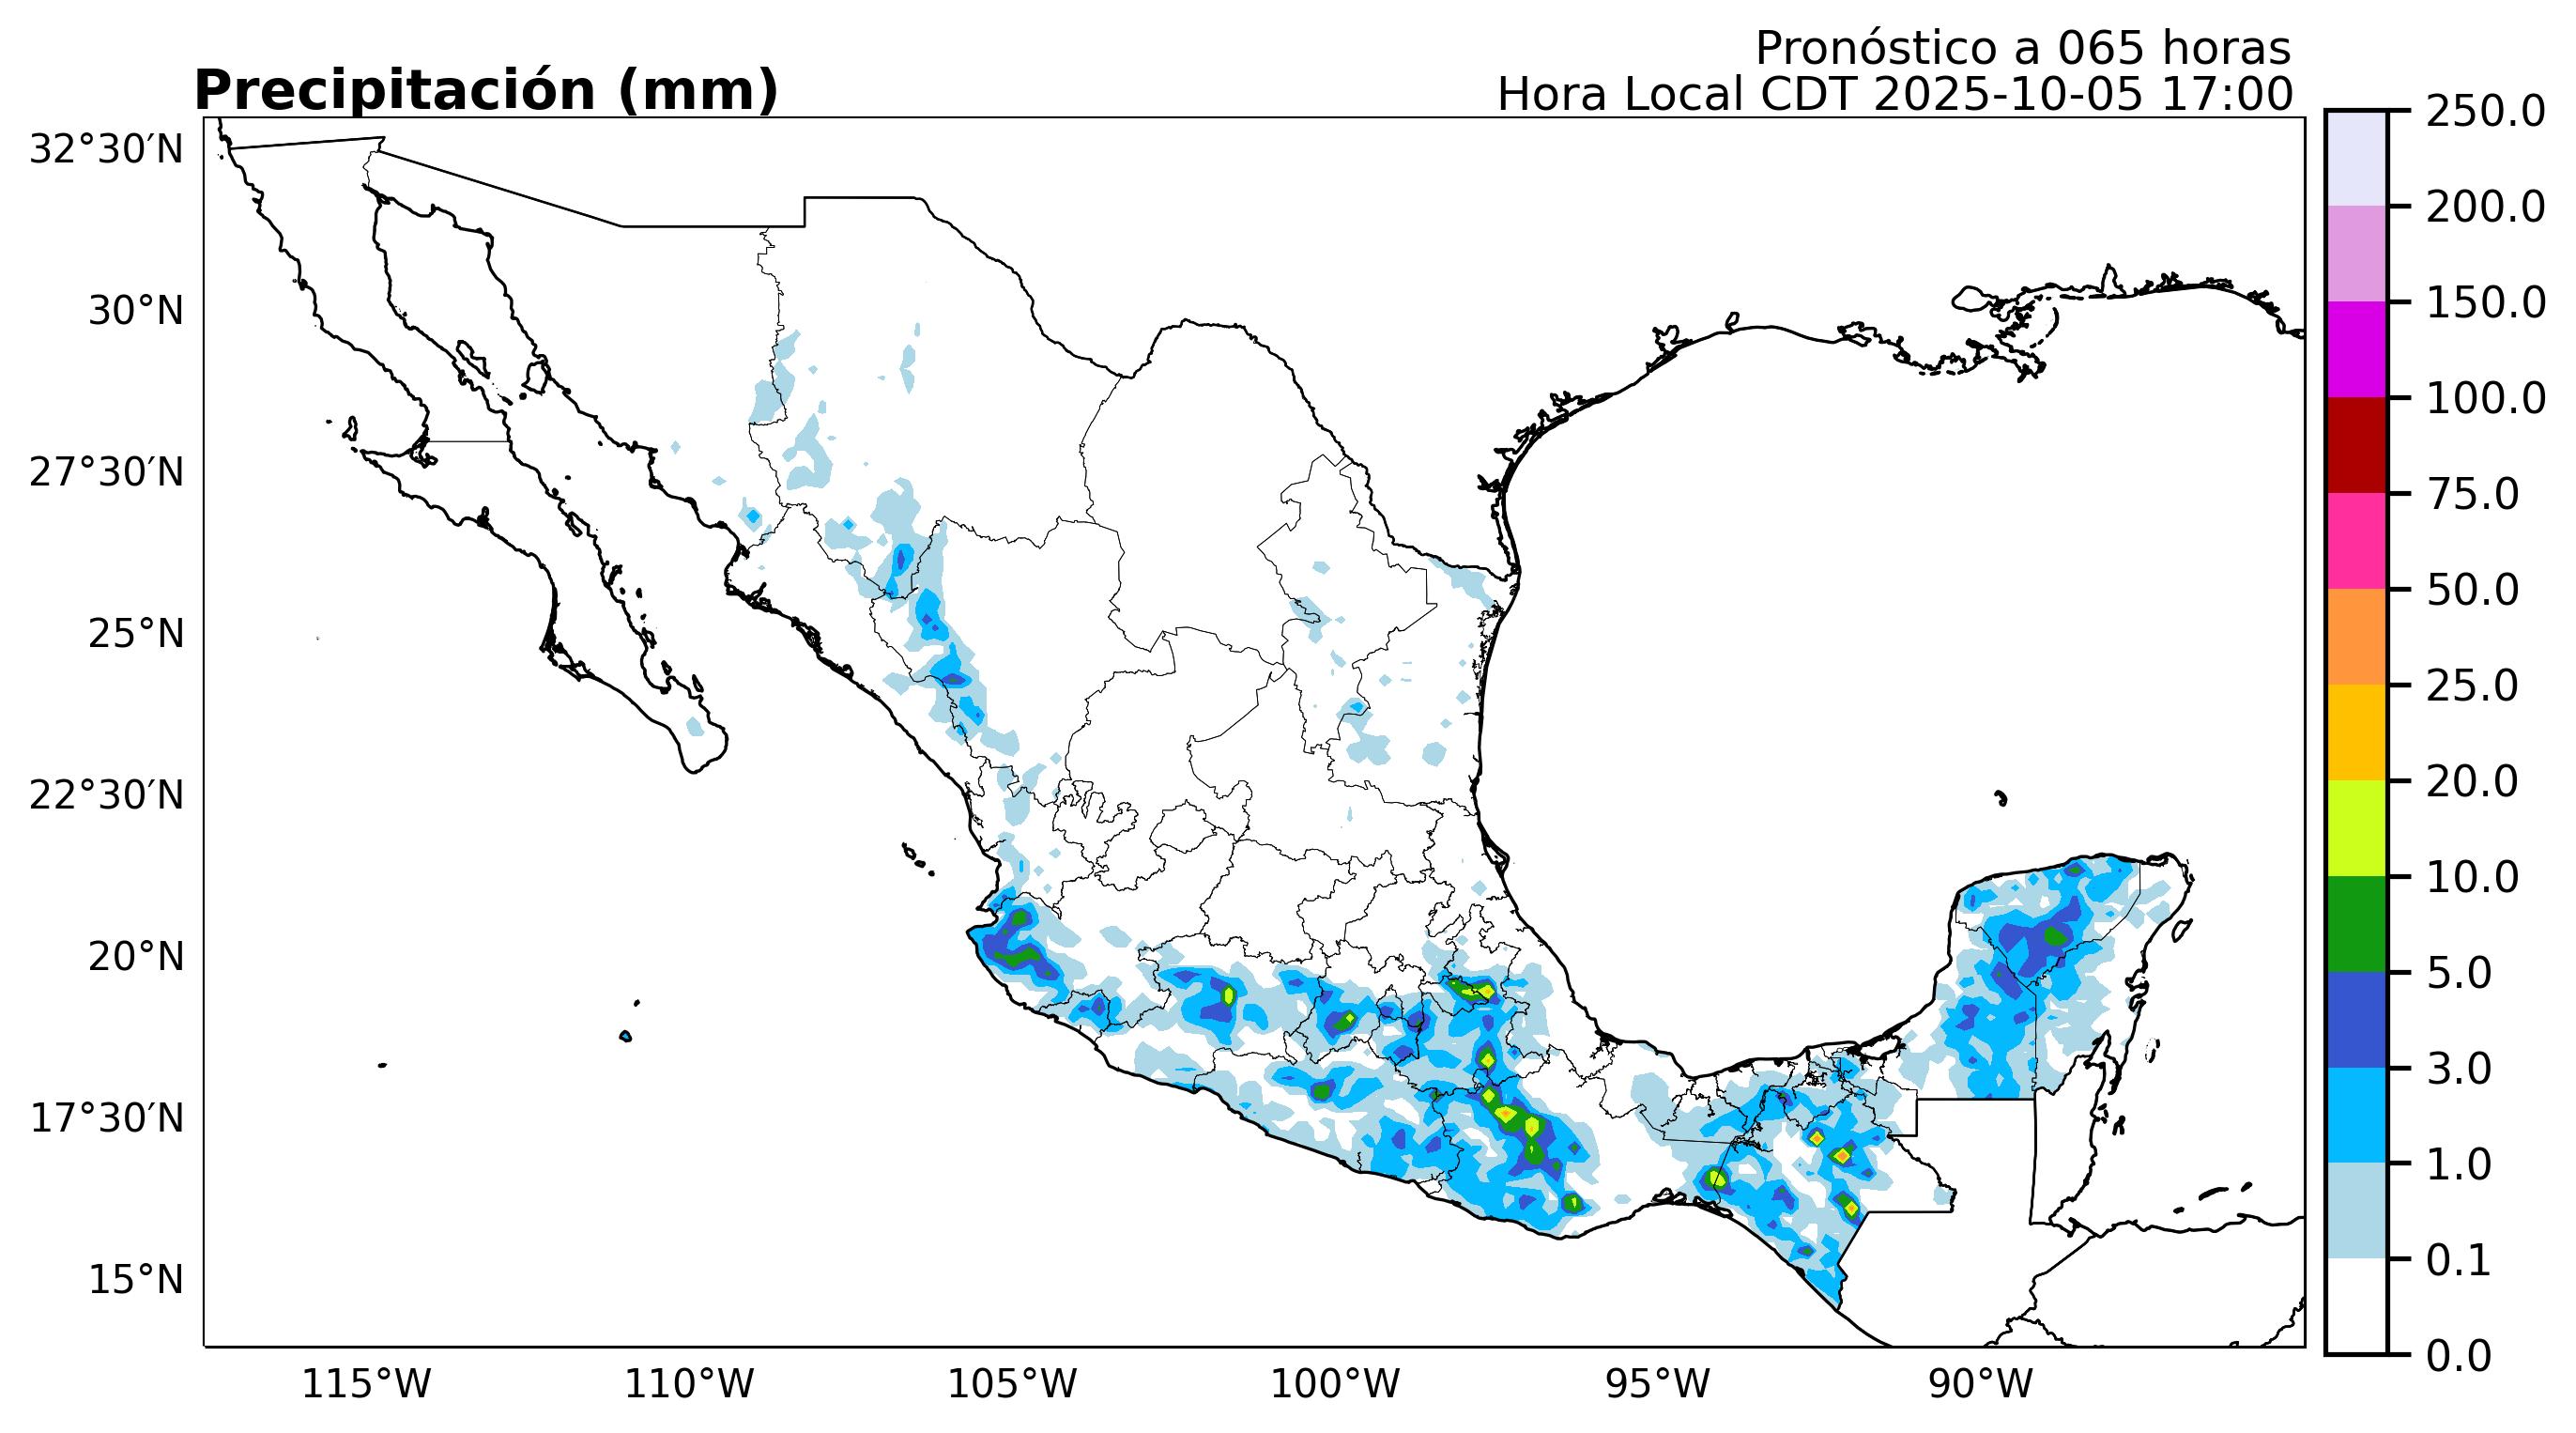 Pronóstico a 065 horas
Precipitación (mm)
Hora Local CDT 2025-10-05 17:00
32°30′N
30°N
27°30′N
25°N
22°30′N
20°N
17°30′N
15°N
115°W
110°W
105°W
100°W
95°W
90°W
250.0
200.0
150.0
100.0
75.0
50.0
25.0
20.0
10.0
5.0
3.0
1.0
0.1
0.0